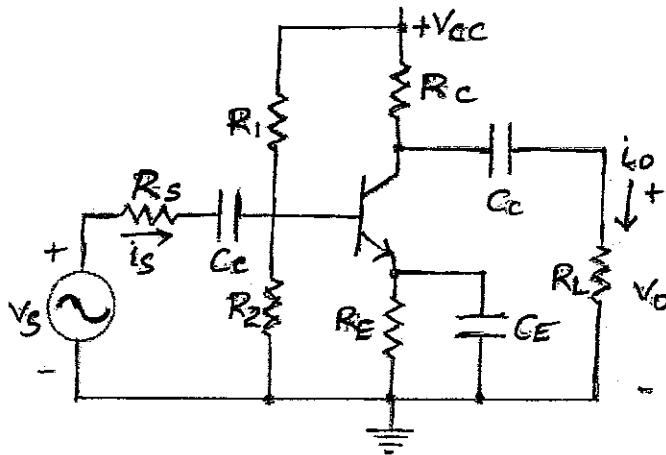 +Vcc
Rc
R1
Rs
Cc
io
+
+
is
Cc
vs
R2
RE
CE
RL
vo
-
-